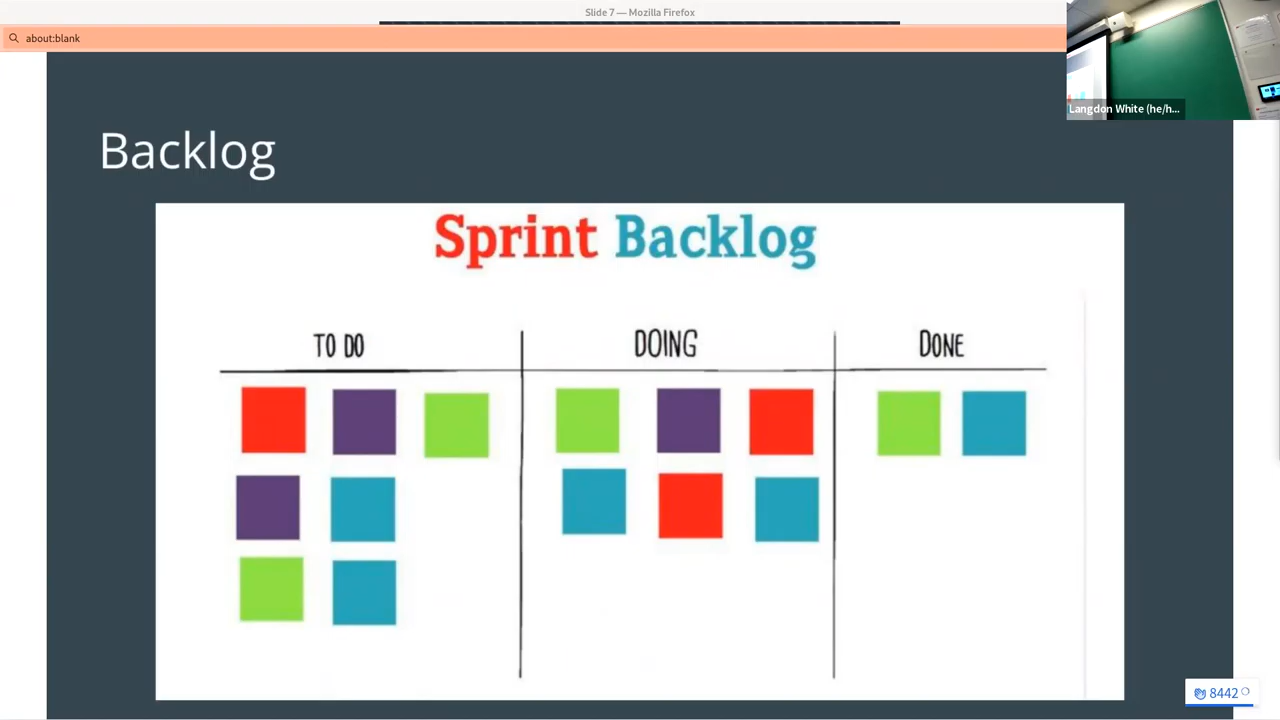 Slide 7 — Mozilla Firefox
about:blank
Langdon White (he/h...
Backlog
Sprint Backlog
TO DO
DOING
DONE
8442